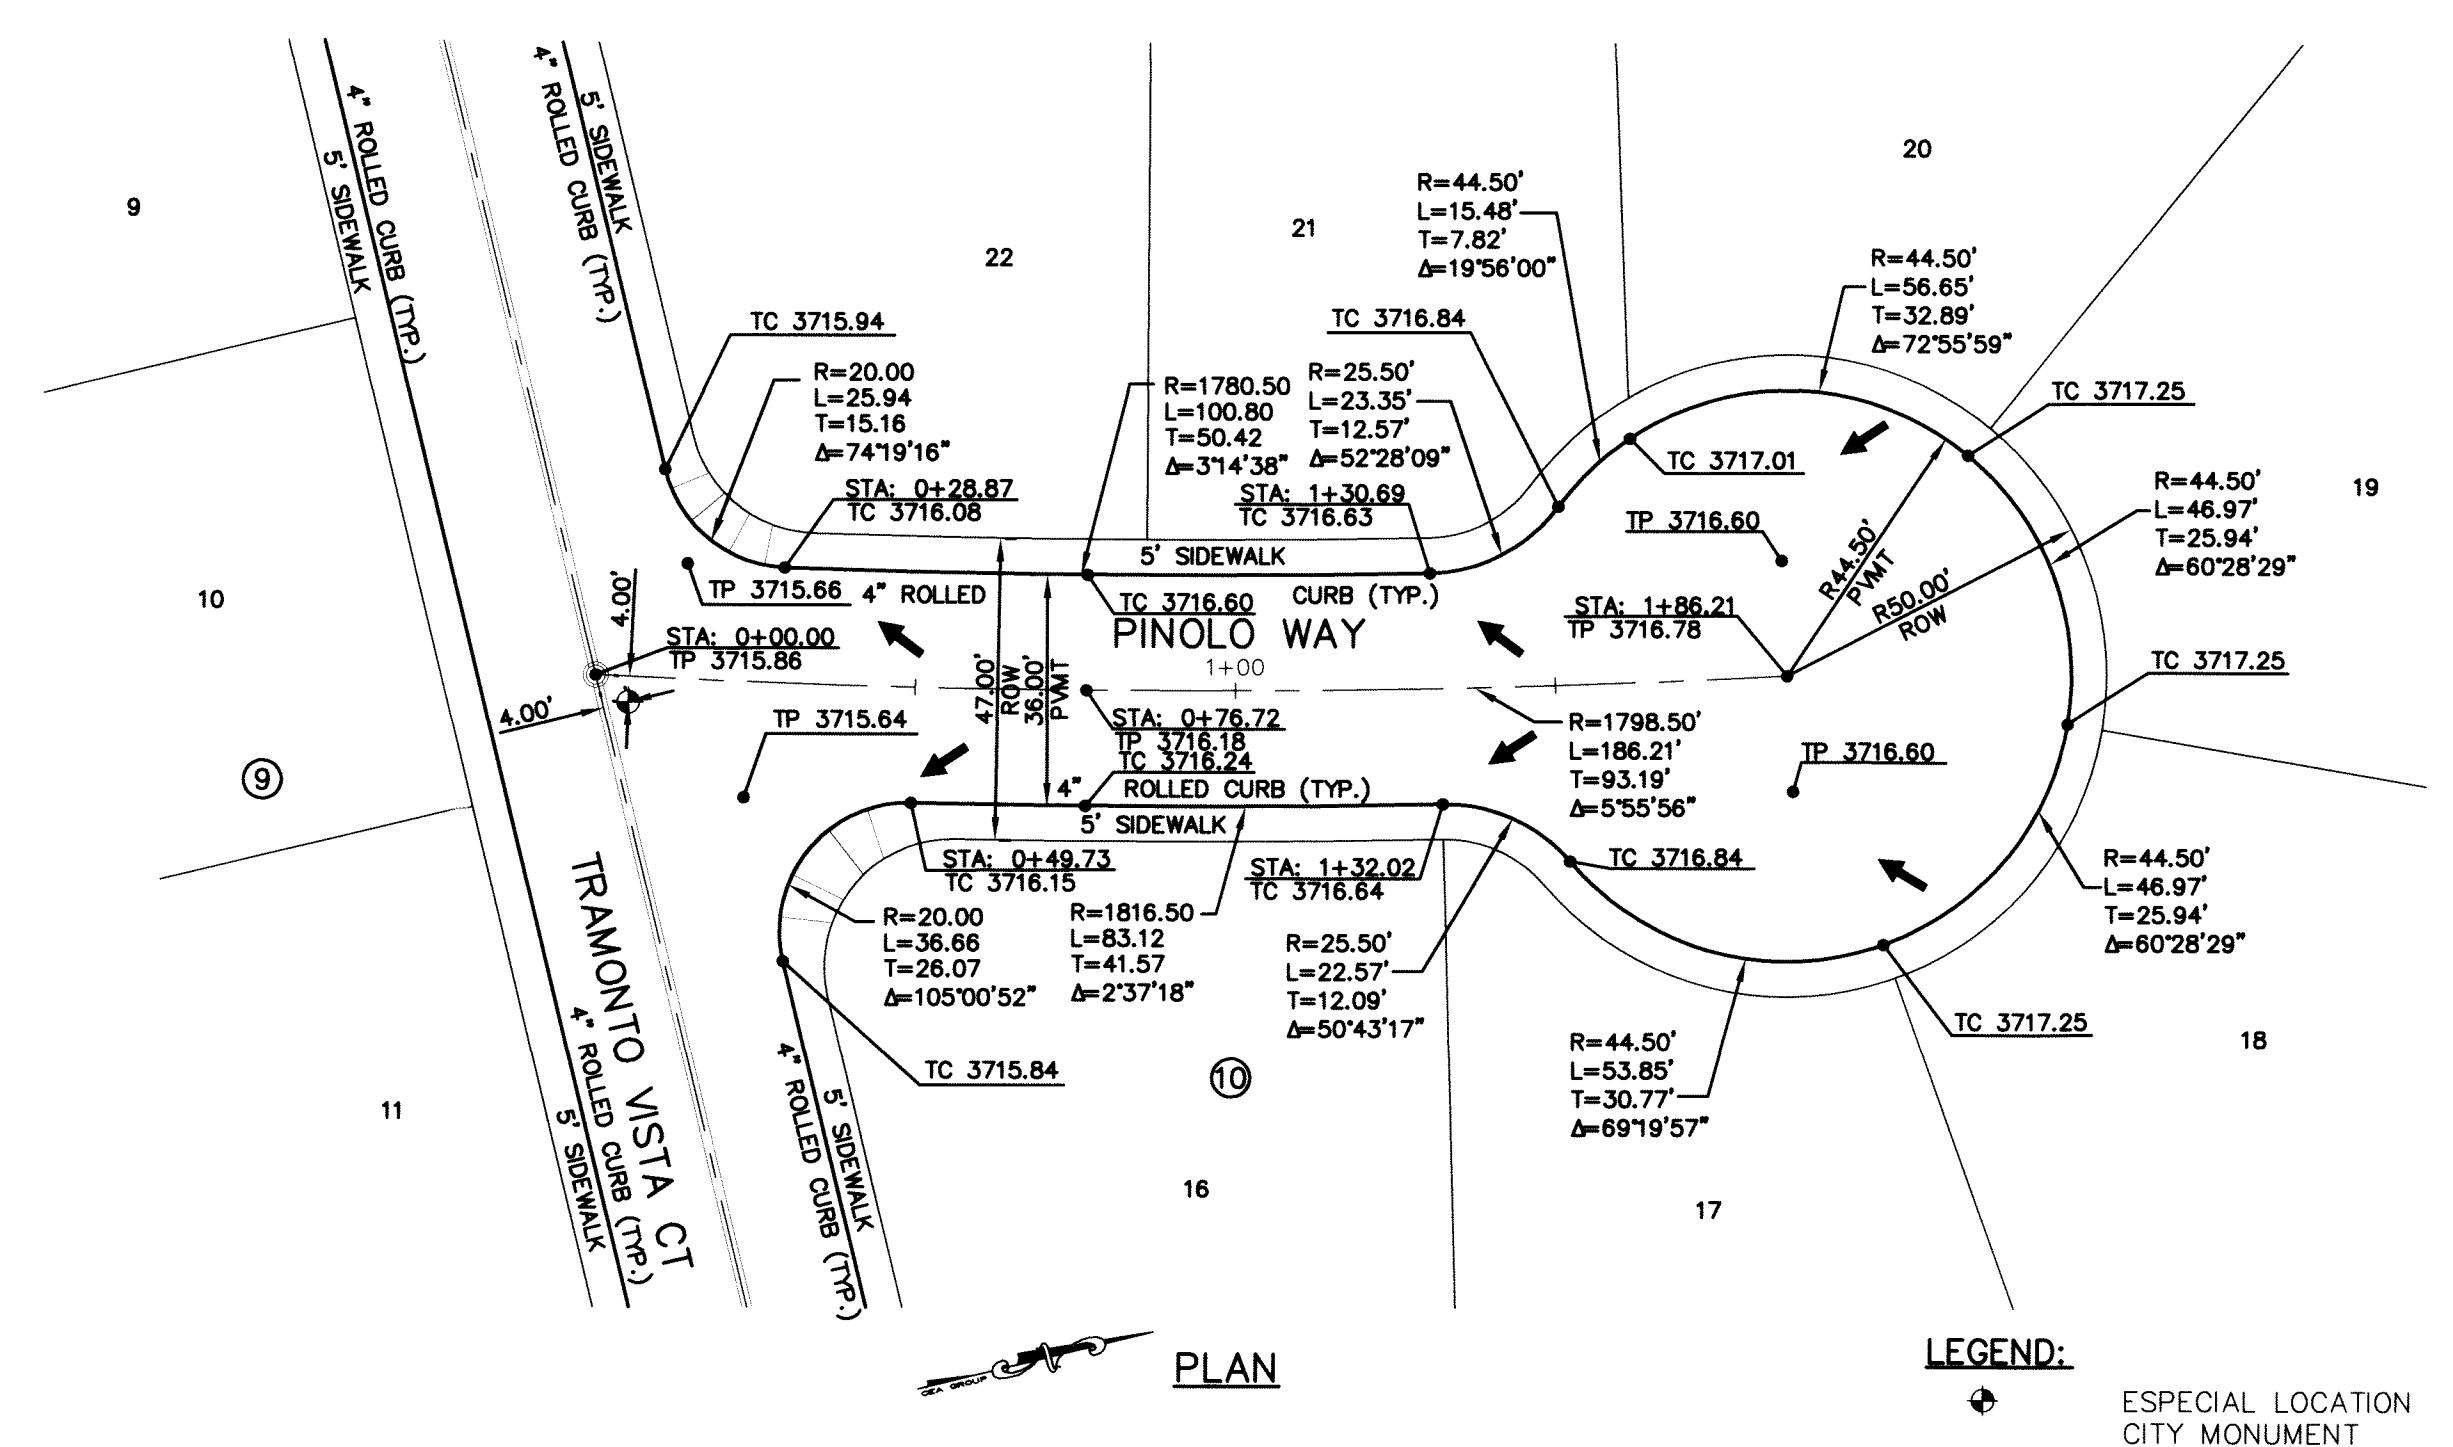 4" ROLLED CURB (TYP.)
5' SIDEWALK
5' SIDEWALK
4" ROLLED CURB (TYP.)
9
10
11
9
22
21
20
19
18
17
16
10
TC 3715.94
R=20.00
L=25.94
T=15.16
Δ=74°19'16"
STA: 0+28.87
TC 3716.08
R=1780.50
L=100.80
T=50.42
Δ=3°14'38"
R=25.50'
L=23.35'
T=12.57'
Δ=52°28'09"
STA: 1+30.69
TC 3716.63
TC 3716.84
R=44.50'
L=15.48'
T=7.82'
Δ=19°56'00"
R=44.50'
L=56.65'
T=32.89'
Δ=72°55'59"
TC 3717.25
TC 3717.01
R=44.50'
L=46.97'
T=25.94'
Δ=60°28'29"
TP 3716.60
R44.50'
PVMT
R50.00'
ROW
STA: 1+86.21
TP 3716.78
5' SIDEWALK
4" ROLLED
CURB (TYP.)
TP 3715.66
TC 3716.60
4.00'
STA: 0+00.00
TP 3715.86
4.00'
PINOLO WAY
1+00
47.00'
ROW
36.00'
PVMT
TC 3717.25
TP 3715.64
STA: 0+76.72
TP 3716.18
TC 3716.24
4" ROLLED CURB (TYP.)
5' SIDEWALK
R=1798.50'
L=186.21'
T=93.19'
Δ=5°55'56"
TP 3716.60
STA: 0+49.73
TC 3716.15
STA: 1+32.02
TC 3716.64
TC 3716.84
R=44.50'
L=46.97'
T=25.94'
Δ=60°28'29"
R=20.00
L=36.66
T=26.07
Δ=105°00'52"
R=1816.50
L=83.12
T=41.57
Δ=2°37'18"
R=25.50'
L=22.57'
T=12.09'
Δ=50°43'17"
TC 3717.25
R=44.50'
L=53.85'
T=30.77'
Δ=69°19'57"
TC 3715.84
TRAMONTO VISTA CT
4" ROLLED CURB (TYP.)
5' SIDEWALK
5' SIDEWALK
4" ROLLED CURB (TYP.)
CEA GROUP
PLAN
LEGEND:
ESPECIAL LOCATION
CITY MONUMENT